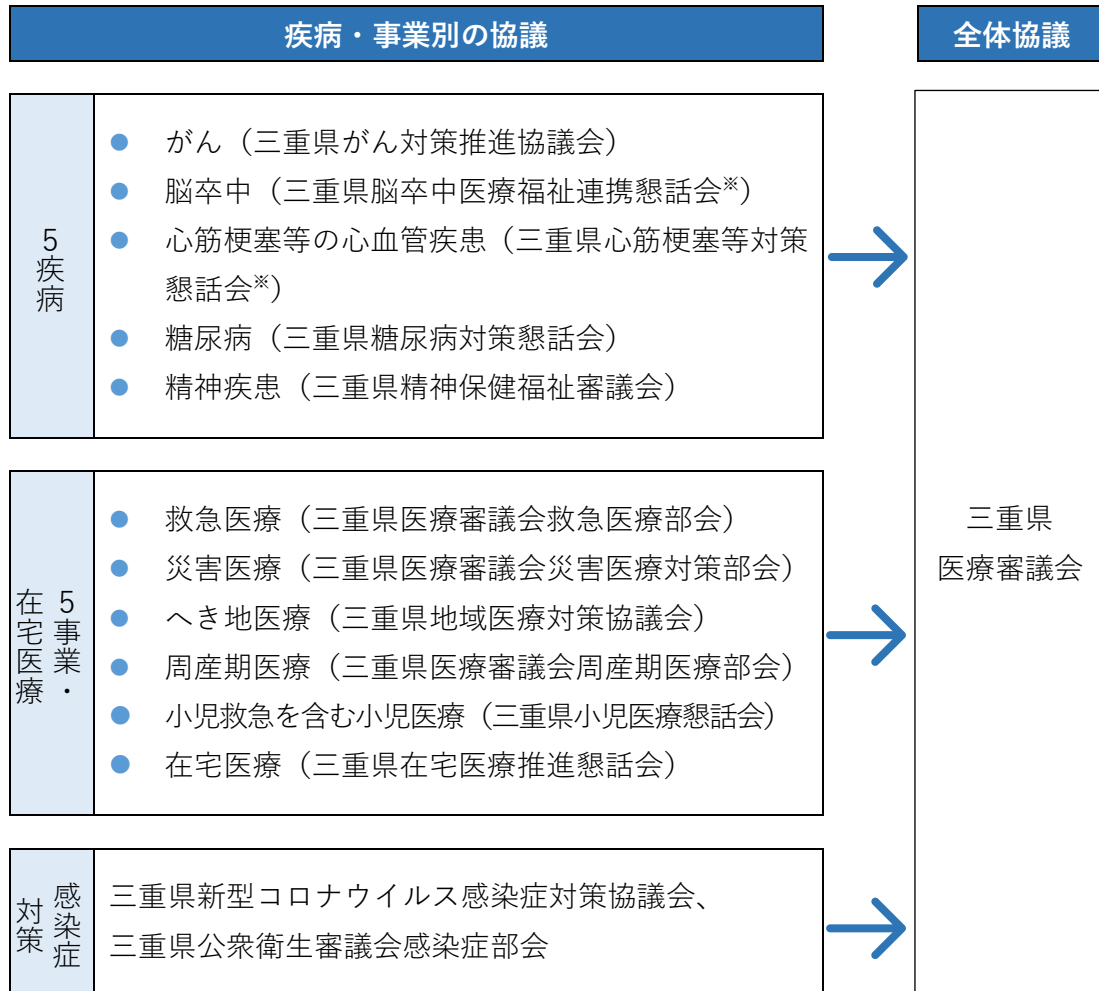 疾病・事業別の協議
全体協議
5疾病
● がん（三重県がん対策推進協議会）
● 脳卒中（三重県脳卒中医療福祉連携懇話会※）
● 心筋梗塞等の心血管疾患（三重県心筋梗塞等対策
懇話会※）
● 糖尿病（三重県糖尿病対策懇話会）
● 精神疾患（三重県精神保健福祉審議会）
5事業・
在宅医療
● 救急医療（三重県医療審議会救急医療部会）
● 災害医療（三重県医療審議会災害医療対策部会）
● へき地医療（三重県地域医療対策協議会）
● 周産期医療（三重県医療審議会周産期医療部会）
● 小児救急を含む小児医療（三重県小児医療懇話会）
● 在宅医療（三重県在宅医療推進懇話会）
感染症
対策
三重県新型コロナウイルス感染症対策協議会、
三重県公衆衛生審議会感染症部会
三重県
医療審議会